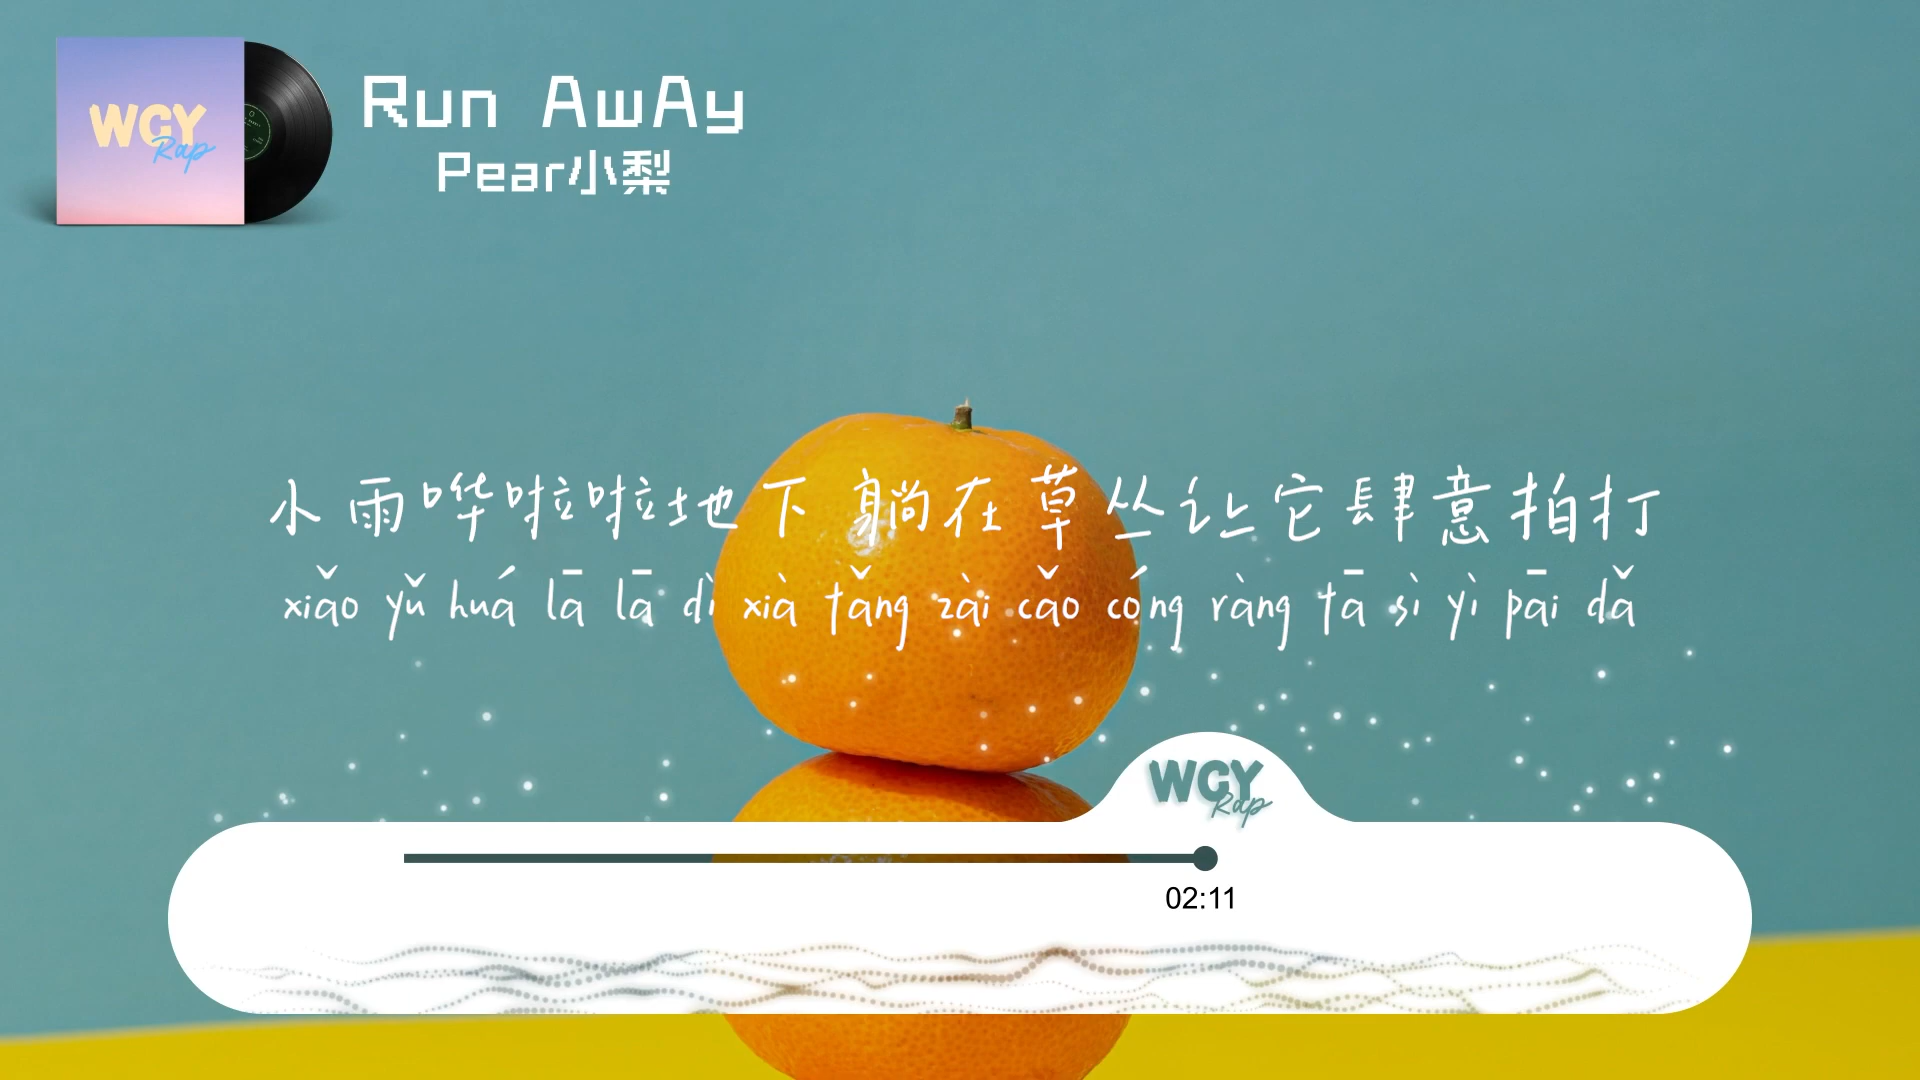 WGY
Rap
Run AwAy
Pear小梨
小雨哗啦啦地下 躺在草丛让它肆意拍打
xiǎo yǔ huá lā lā dì xià tǎng zài cǎo cóng ràng tā sì yì pāi dǎ
WGY
Rap
02:11